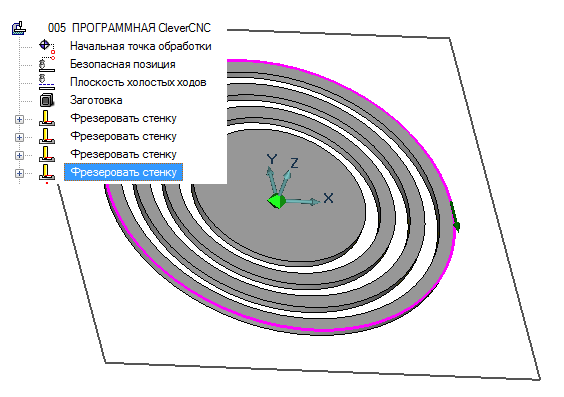 005 ПРОГРАММНАЯ CleverCNC
Начальная точка обработки
Безопасная позиция
Плоскость холостых ходов
Заготовка
Фрезеровать стенку
Фрезеровать стенку
Фрезеровать стенку
Фрезеровать стенку
Y Z
X